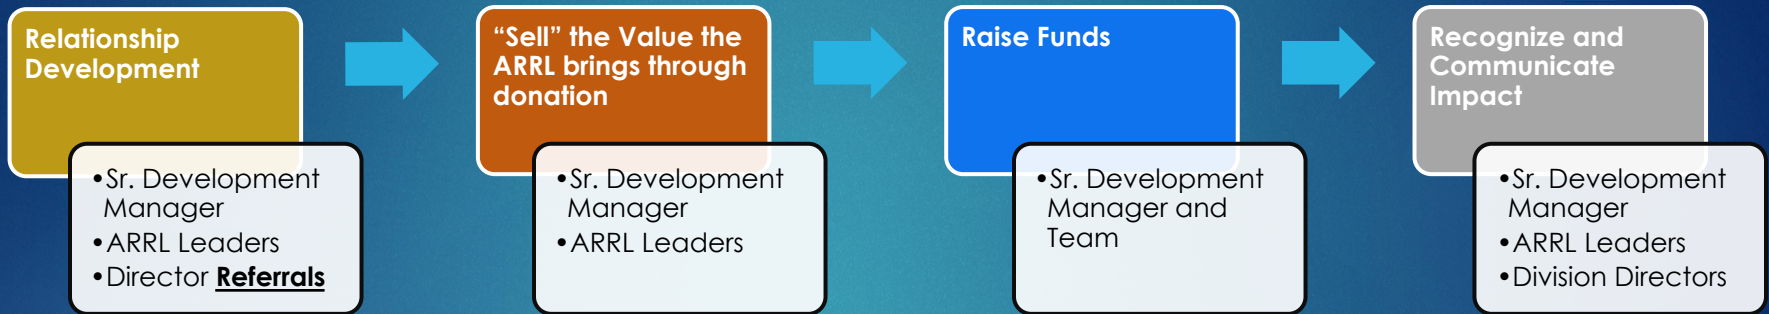 Relationship
Development
•Sr. Development
Manager
•ARRL Leaders
•Director Referrals
“Sell” the Value the
ARRL brings through
donation
•Sr. Development
Manager
•ARRL Leaders
Raise Funds
•Sr. Development
Manager and
Team
Recognize and
Communicate
Impact
•Sr. Development
Manager
•ARRL Leaders
•Division Directors